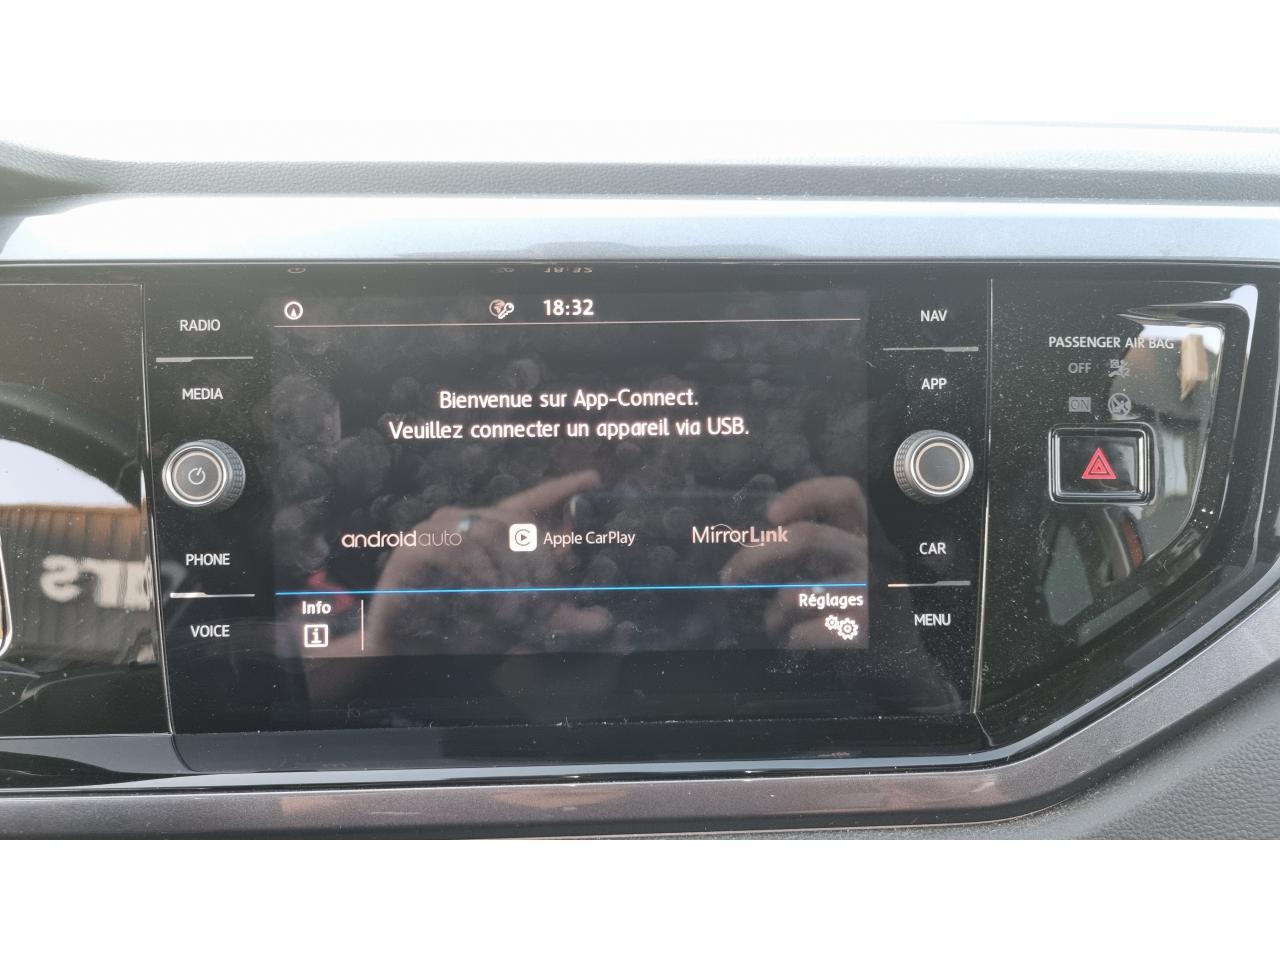 18:32
RADIO
MEDIA
PHONE
VOICE
Bienvenue sur App-Connect.
Veuillez connecter un appareil via USB.
androidauto
Apple CarPlay
MirrorLink
Info
i
Réglages
NAV
APP
CAR
MENU
PASSENGER AIR BAG
OFF
ON